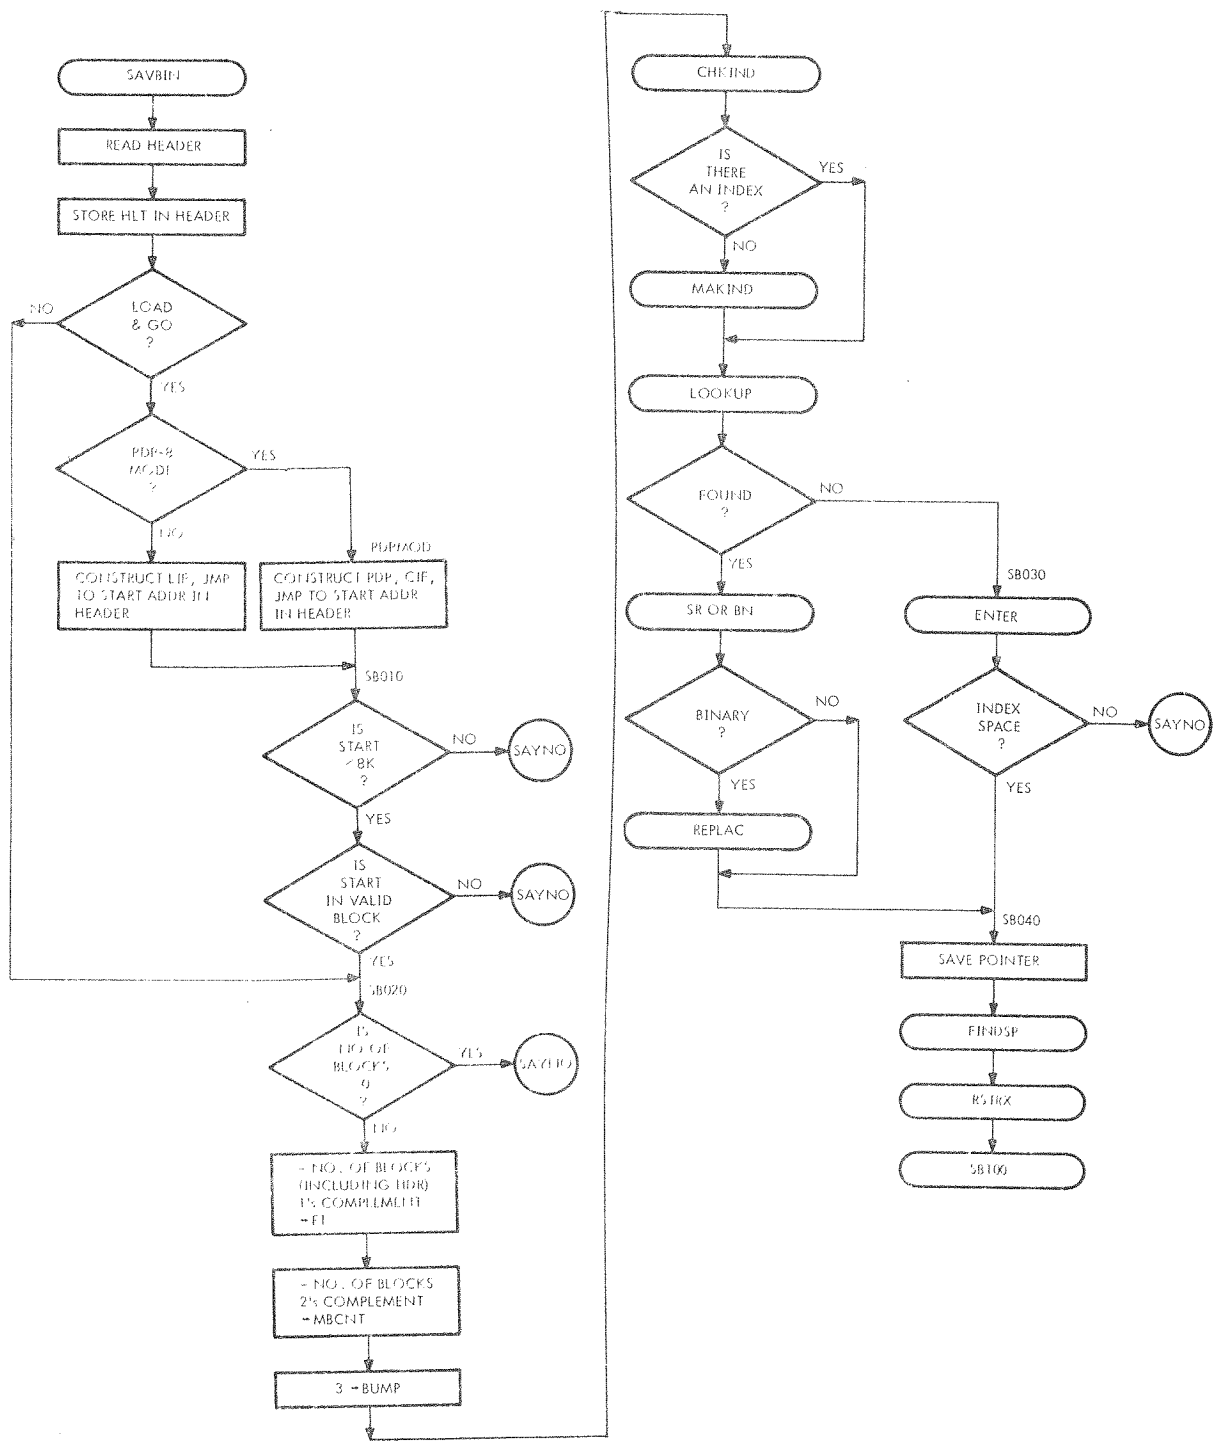 SAVBIN
READ HEADER
STORE HLT IN HEADER
NO
LOAD
& GO
?
YES
PDP-8
MODE
?
YES
NO
PDPMOD
CONSTRUCT LIF, JMP
TO START ADDR IN
HEADER
CONSTRUCT PDP, CIF,
JMP TO START ADDR
IN HEADER
SB010
IS
START
8K
?
NO
SAYNO
YES
IS
START
IN VALID
BLOCK
?
NO
SAYNO
YES
SB020
IS
NO OF
BLOCKS
0
?
YES
SAYNO
NO
- NO. OF BLOCKS
(INCLUDING HDR)
1's COMPLEMENT
→
- NO. OF BLOCKS
2's COMPLEMENT
→MBCNT
3 →BUMP
CHKIND
IS
THERE
AN INDEX
?
YES
NO
MAKIND
LOOKUP
FOUND
?
NO
YES
SB030
SR OR BN
ENTER
BINARY
?
NO
YES
REPLAC
INDEX
SPACE
?
NO
SAYNO
YES
SB040
SAVE POINTER
FINDSP
RSTRX
SB100